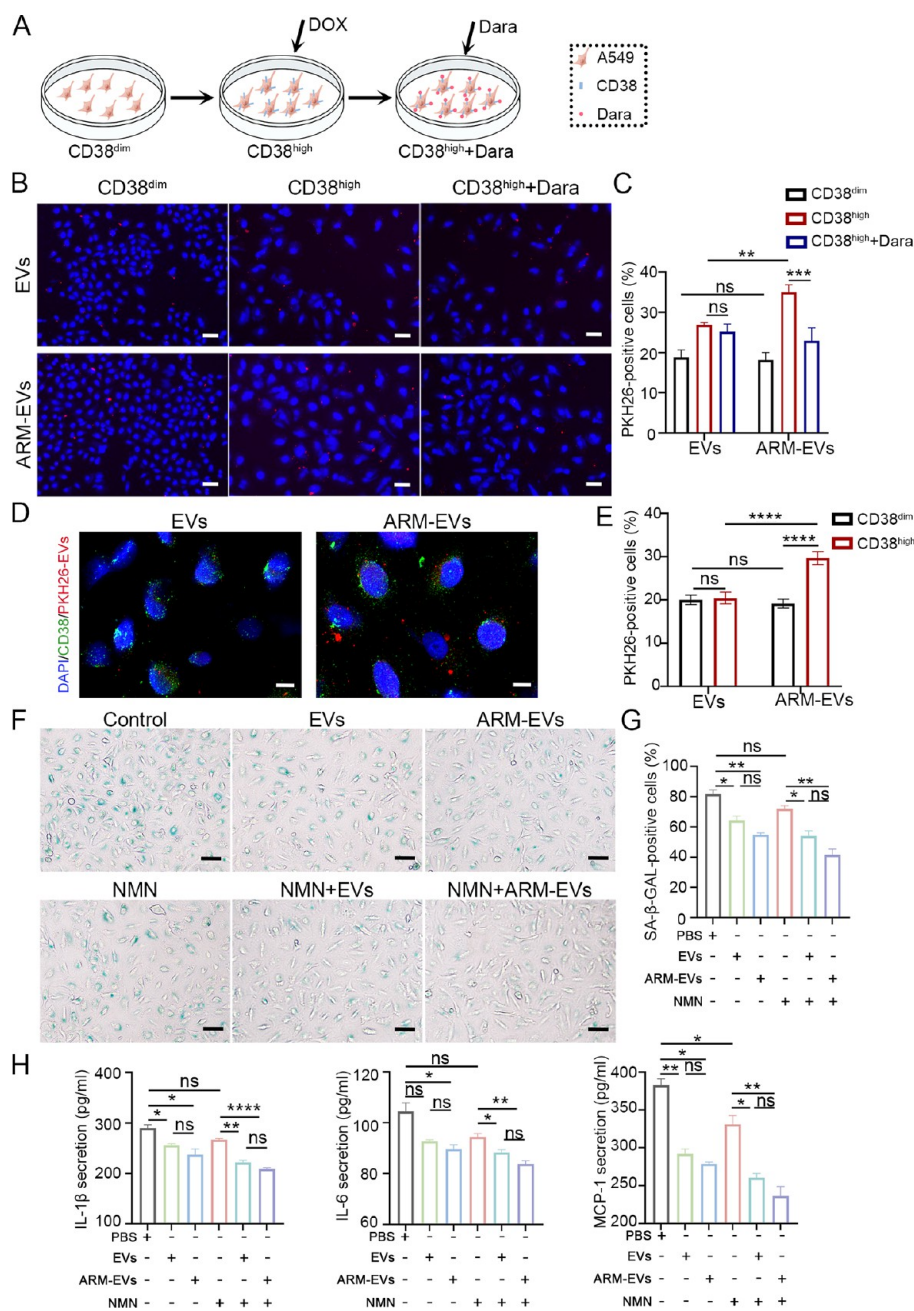 A
DOX
Dara
A549
CD38
Dara
CD38dim
CD38high
CD38high+Dara
B
CD38dim
CD38high
CD38high+Dara
EVs
ARM-EVs
C
CD38dim
CD38high
CD38high+Dara
PKH26-positive cells (%)
40
30
20
10
0
ns
ns
**
***
EVs
ARM-EVs
D
EVs
ARM-EVs
DAPI/CD38/PKH26-EVs
E
CD38dim
CD38high
PKH26-positive cells (%)
40
30
20
10
0
ns
ns
****
****
EVs
ARM-EVs
F
Control
EVs
ARM-EVs
NMN
NMN+EVs
NMN+ARM-EVs
G
SA-β-GAL-positive cells (%)
100
80
60
40
20
0
ns
**
* ns
**
* ns
PBS + - - - - -
EVs - + - - + -
ARM-EVs - - + - - +
NMN - - - + + +
H
IL-1β secretion (pg/ml)
400
300
200
100
ns
*
* ns
****
** ns
PBS + - - - - -
EVs - + - - + -
ARM-EVs - - + - - +
NMN - - - + + +
IL-6 secretion (pg/ml)
120
100
80
60
ns
*
ns ns
**
* ns
PBS + - - - - -
EVs - + - - + -
ARM-EVs - - + - - +
NMN - - - + + +
MCP-1 secretion (pg/ml)
400
350
300
250
200
*
*
** ns
**
* ns
PBS + - - - - -
EVs - + - - + -
ARM-EVs - - + - - +
NMN - - - + + +